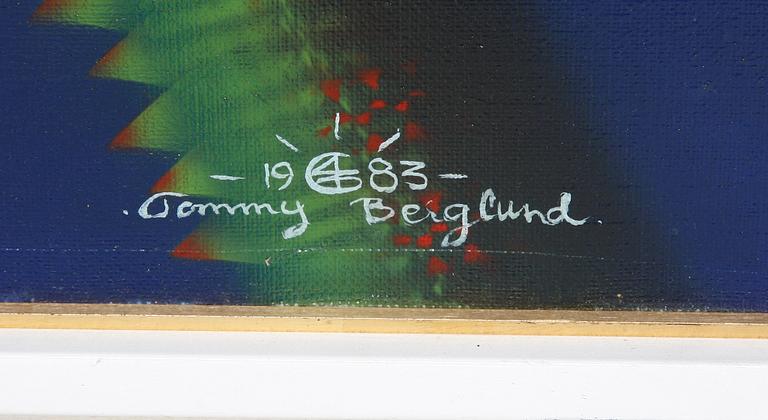 – 19 83 –
. Tommy Berglund .